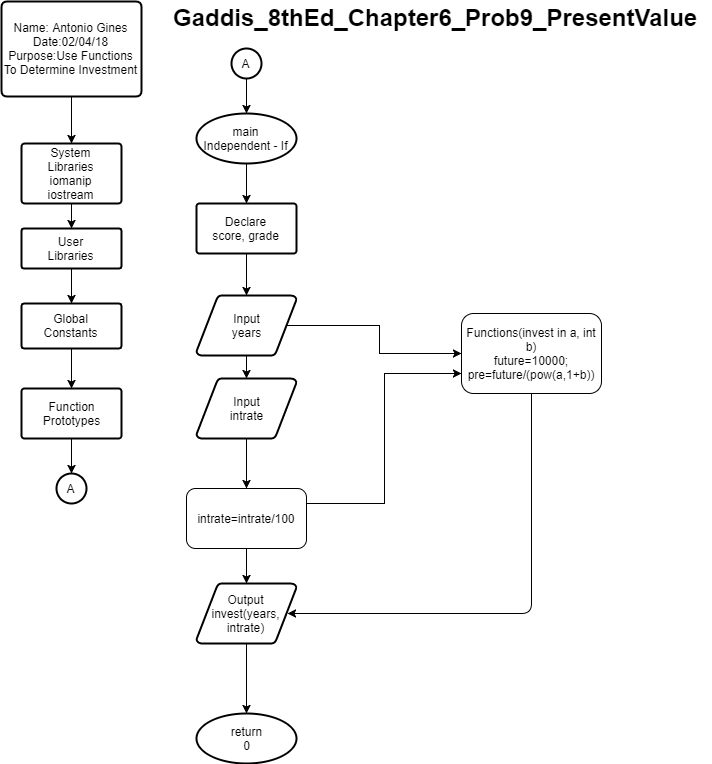 Gaddis_8thEd_Chapter6_Prob9_PresentValue
Name: Antonio Gines
Date:02/04/18
Purpose:Use Functions
To Determine Investment
System
Libraries
iomanip
iostream
User
Libraries
Global
Constants
Function
Prototypes
A
A
main
Independent - If
Declare
score, grade
Input
years
Input
intrate
intrate=intrate/100
Output
invest(years,
intrate)
return
0
Functions(invest in a, int
b)
future=10000;
pre=future/(pow(a,1+b))